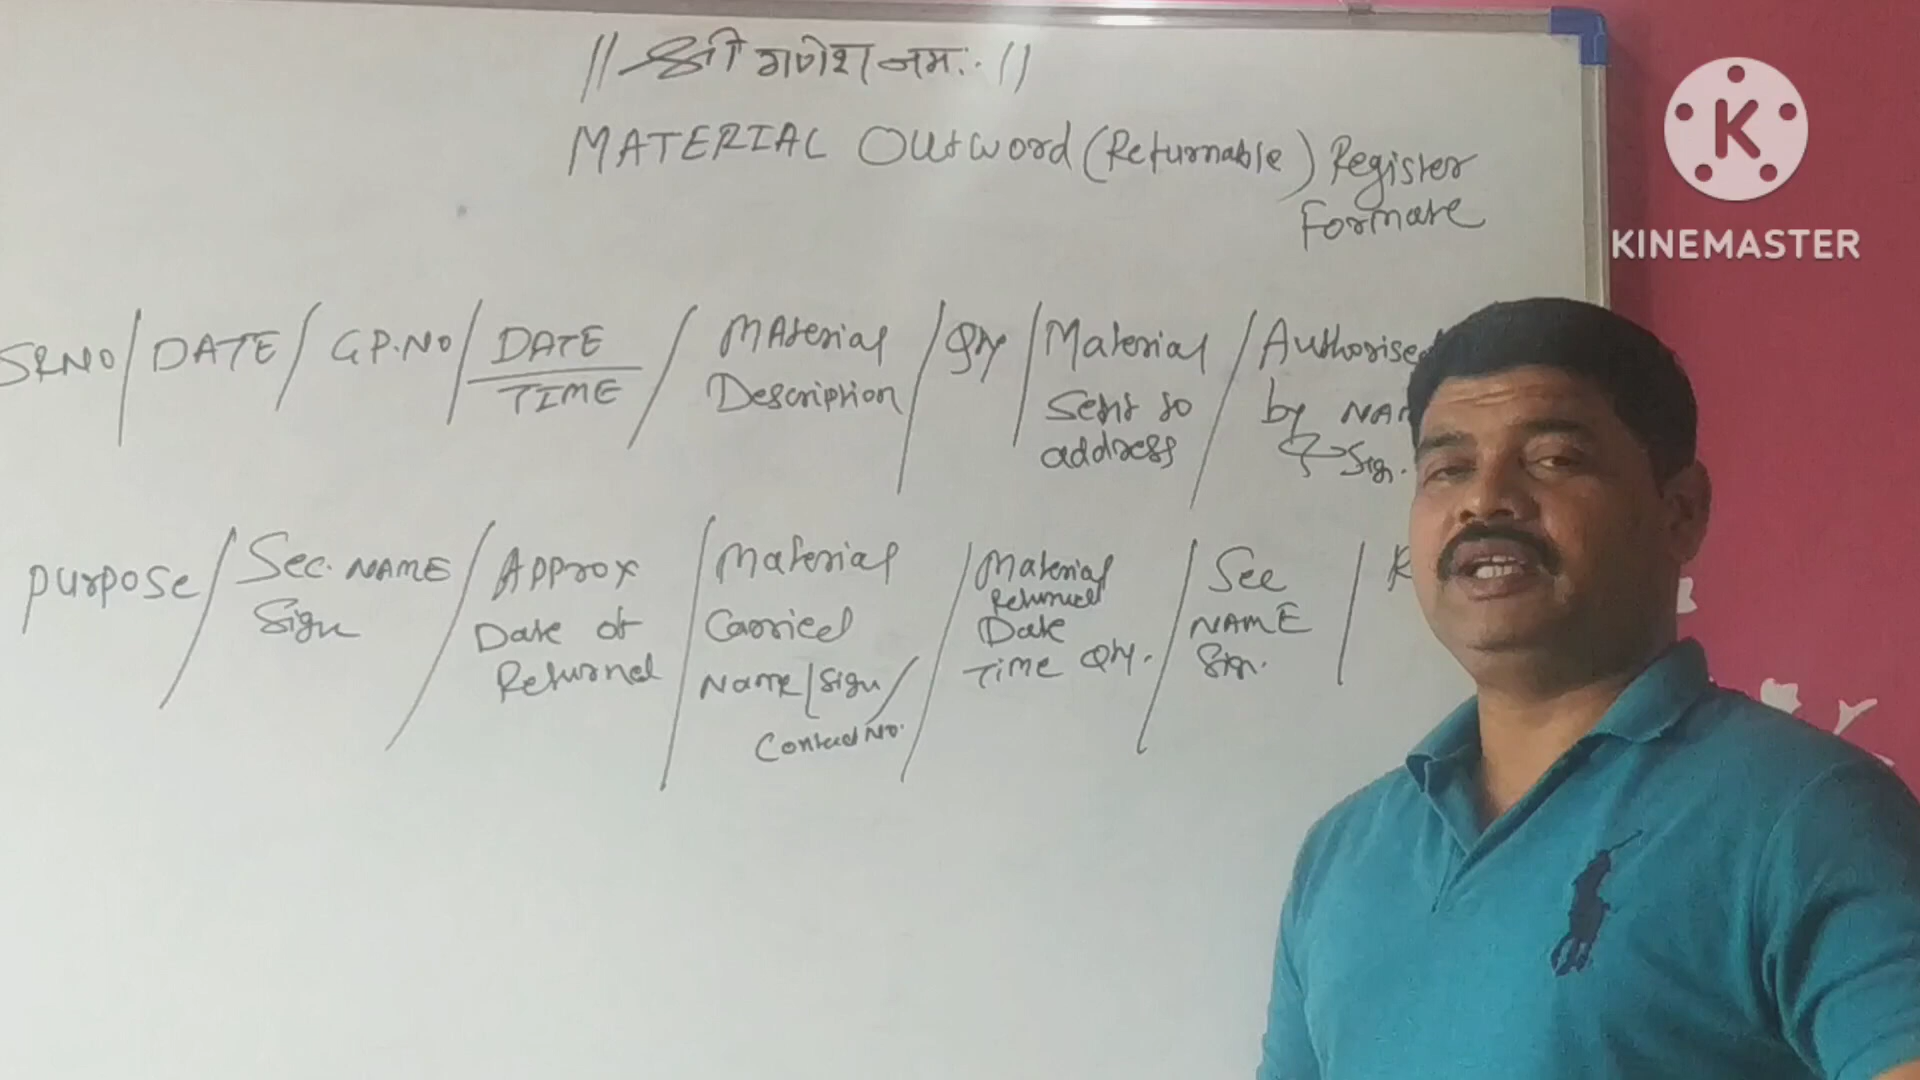 || श्री गणेश नमः ||
MATERIAL Outword (Returnable) Register
Formate
SR NO / DATE / G.P. NO / DATE / MAterial / Qty / Material / Authorised
TIME Description Sent to by
address & Sign.
purpose / Sec. NAME / Approx / Material / Material / Sec /
Sign Date of Carried Returned NAME
Returned Name / Sign / Date Sign.
Contact No. Time Qty.
K
KINEMASTER